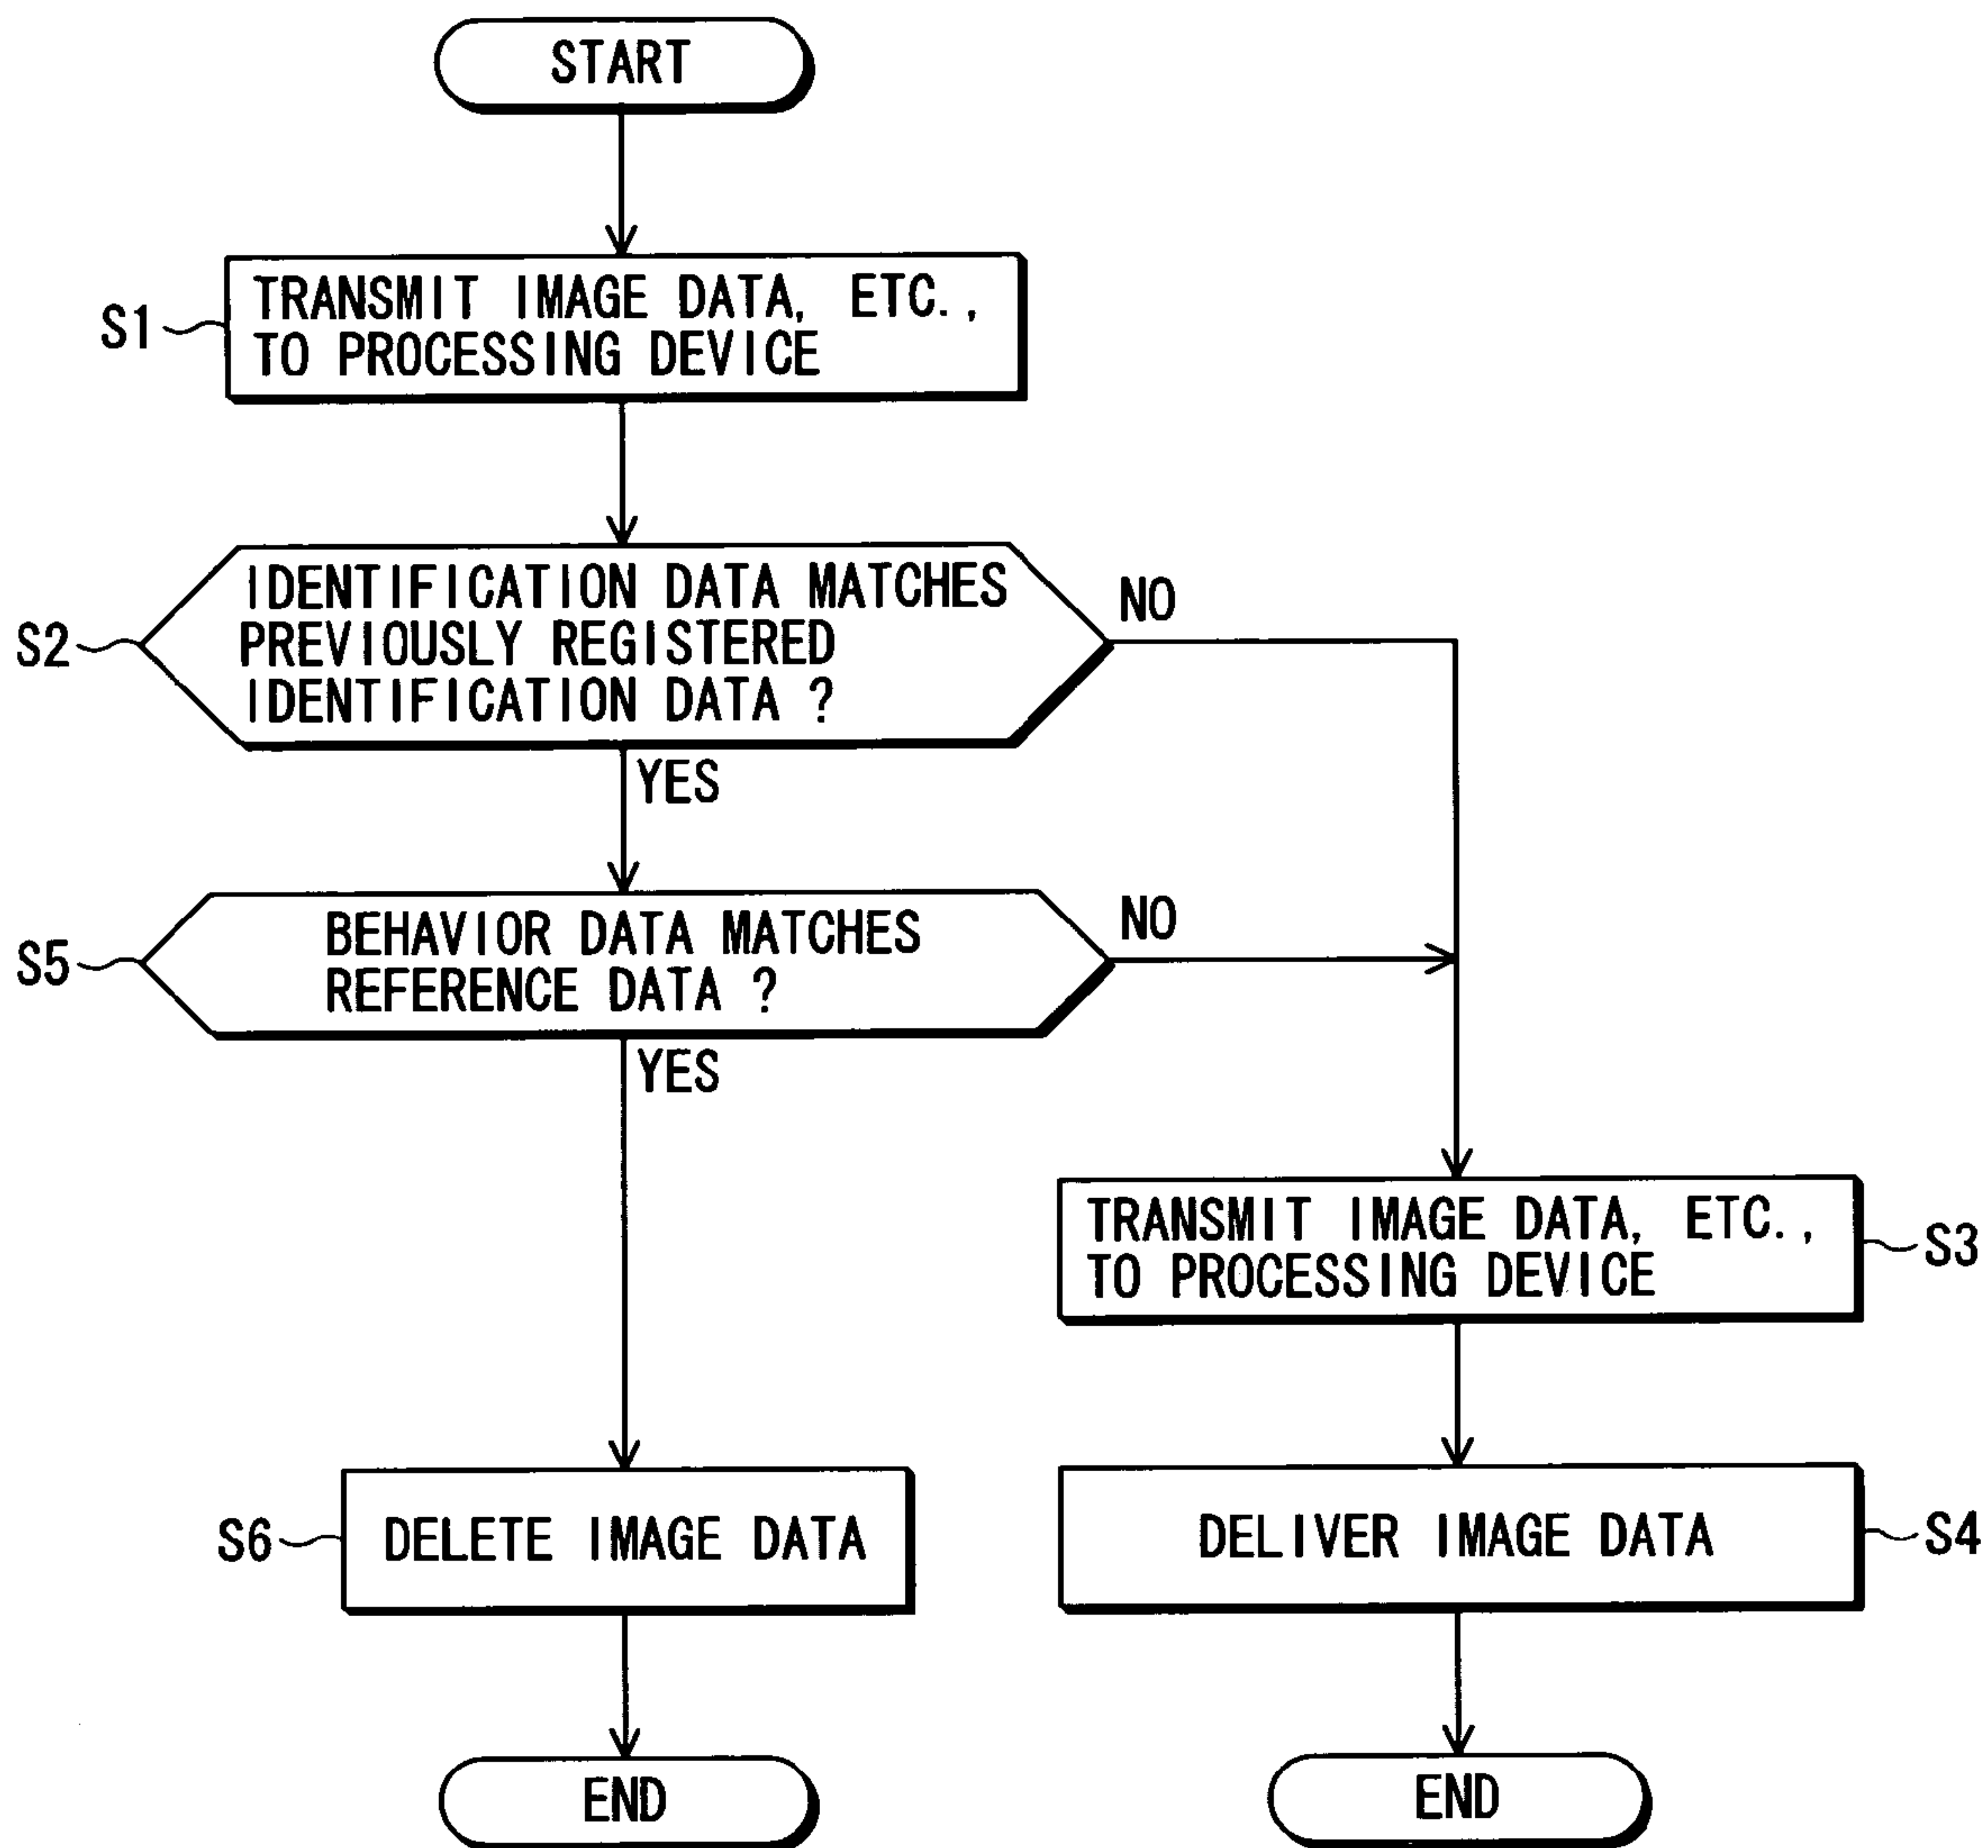 START
S1
TRANSMIT IMAGE DATA, ETC.,
TO PROCESSING DEVICE
S2
IDENTIFICATION DATA MATCHES
PREVIOUSLY REGISTERED
IDENTIFICATION DATA ?
NO
YES
S5
BEHAVIOR DATA MATCHES
REFERENCE DATA ?
NO
YES
TRANSMIT IMAGE DATA, ETC.,
TO PROCESSING DEVICE
S3
S6
DELETE IMAGE DATA
DELIVER IMAGE DATA
S4
END
END